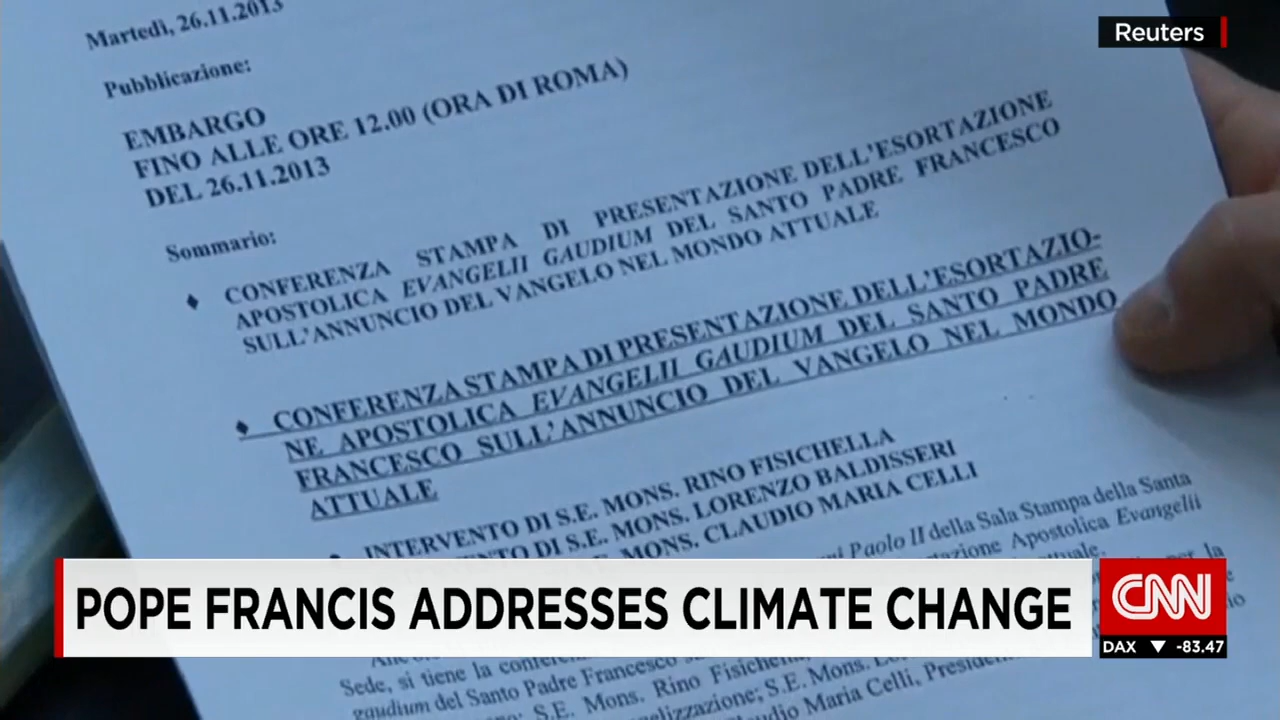 Martedì, 26.11.2013
Reuters
Pubblicazione:
EMBARGO
FINO ALLE ORE 12.00 (ORA DI ROMA)
DEL 26.11.2013
Sommario:
♦ CONFERENZA STAMPA DI PRESENTAZIONE DELL'ESORTAZIONE
APOSTOLICA EVANGELII GAUDIUM DEL SANTO PADRE FRANCESCO
SULL'ANNUNCIO DEL VANGELO NEL MONDO ATTUALE
♦ CONFERENZA STAMPA DI PRESENTAZIONE DELL'ESORTAZIO-
NE APOSTOLICA EVANGELII GAUDIUM DEL SANTO PADRE
FRANCESCO SULL'ANNUNCIO DEL VANGELO NEL MONDO
ATTUALE
INTERVENTO DI S.E. MONS. RINO FISICHELLA
DI S.E. MONS. LORENZO BALDISSERI
MONS. CLAUDIO MARIA CELLI
Paolo II della Sala Stampa della Santa
Apostolica Evangelii
per la
POPE FRANCIS ADDRESSES CLIMATE CHANGE
CNN
DAX ▼ -83.47
Sede, si tiene la
gaudium del Santo Padre Francesco
S.E. Mons. Rino Fisichella,
S.E. Mons.
Maria Celli,